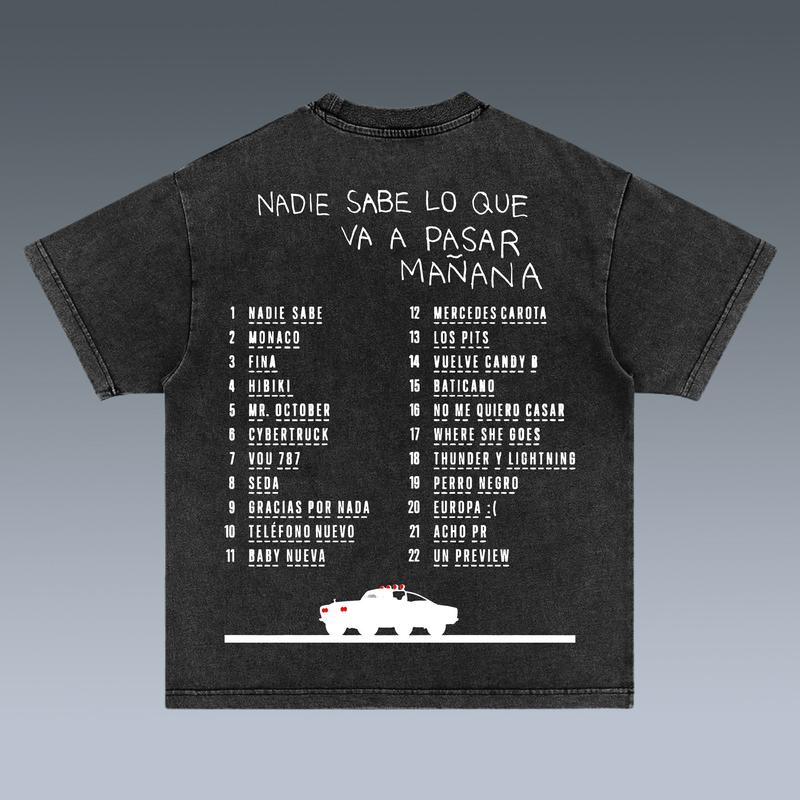 NADIE SABE LO QUE
VA A PASAR
MAÑANA
1 NADIE SABE
2 MONACO
3 FINA
4 HIBIKI
5 MR. OCTOBER
6 CYBERTRUCK
7 VOU 787
8 SEDA
9 GRACIAS POR NADA
10 TELÉFONO NUEVO
11 BABY NUEVA
12 MERCEDES CAROTA
13 LOS PITS
14 VUELVE CANDY B
15 BATICANO
16 NO ME QUIERO CASAR
17 WHERE SHE GOES
18 THUNDER Y LIGHTNING
19 PERRO NEGRO
20 EUROPA :(
21 ACHO PR
22 UN PREVIEW